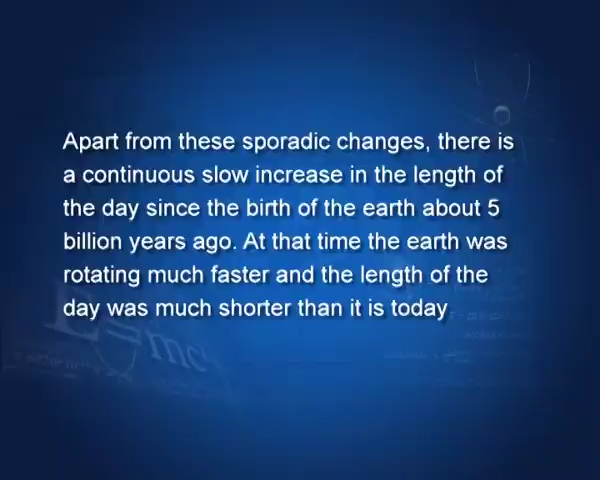 Apart from these sporadic changes, there is
a continuous slow increase in the length of
the day since the birth of the earth about 5
billion years ago. At that time the earth was
rotating much faster and the length of the
day was much shorter than it is today
E=mc